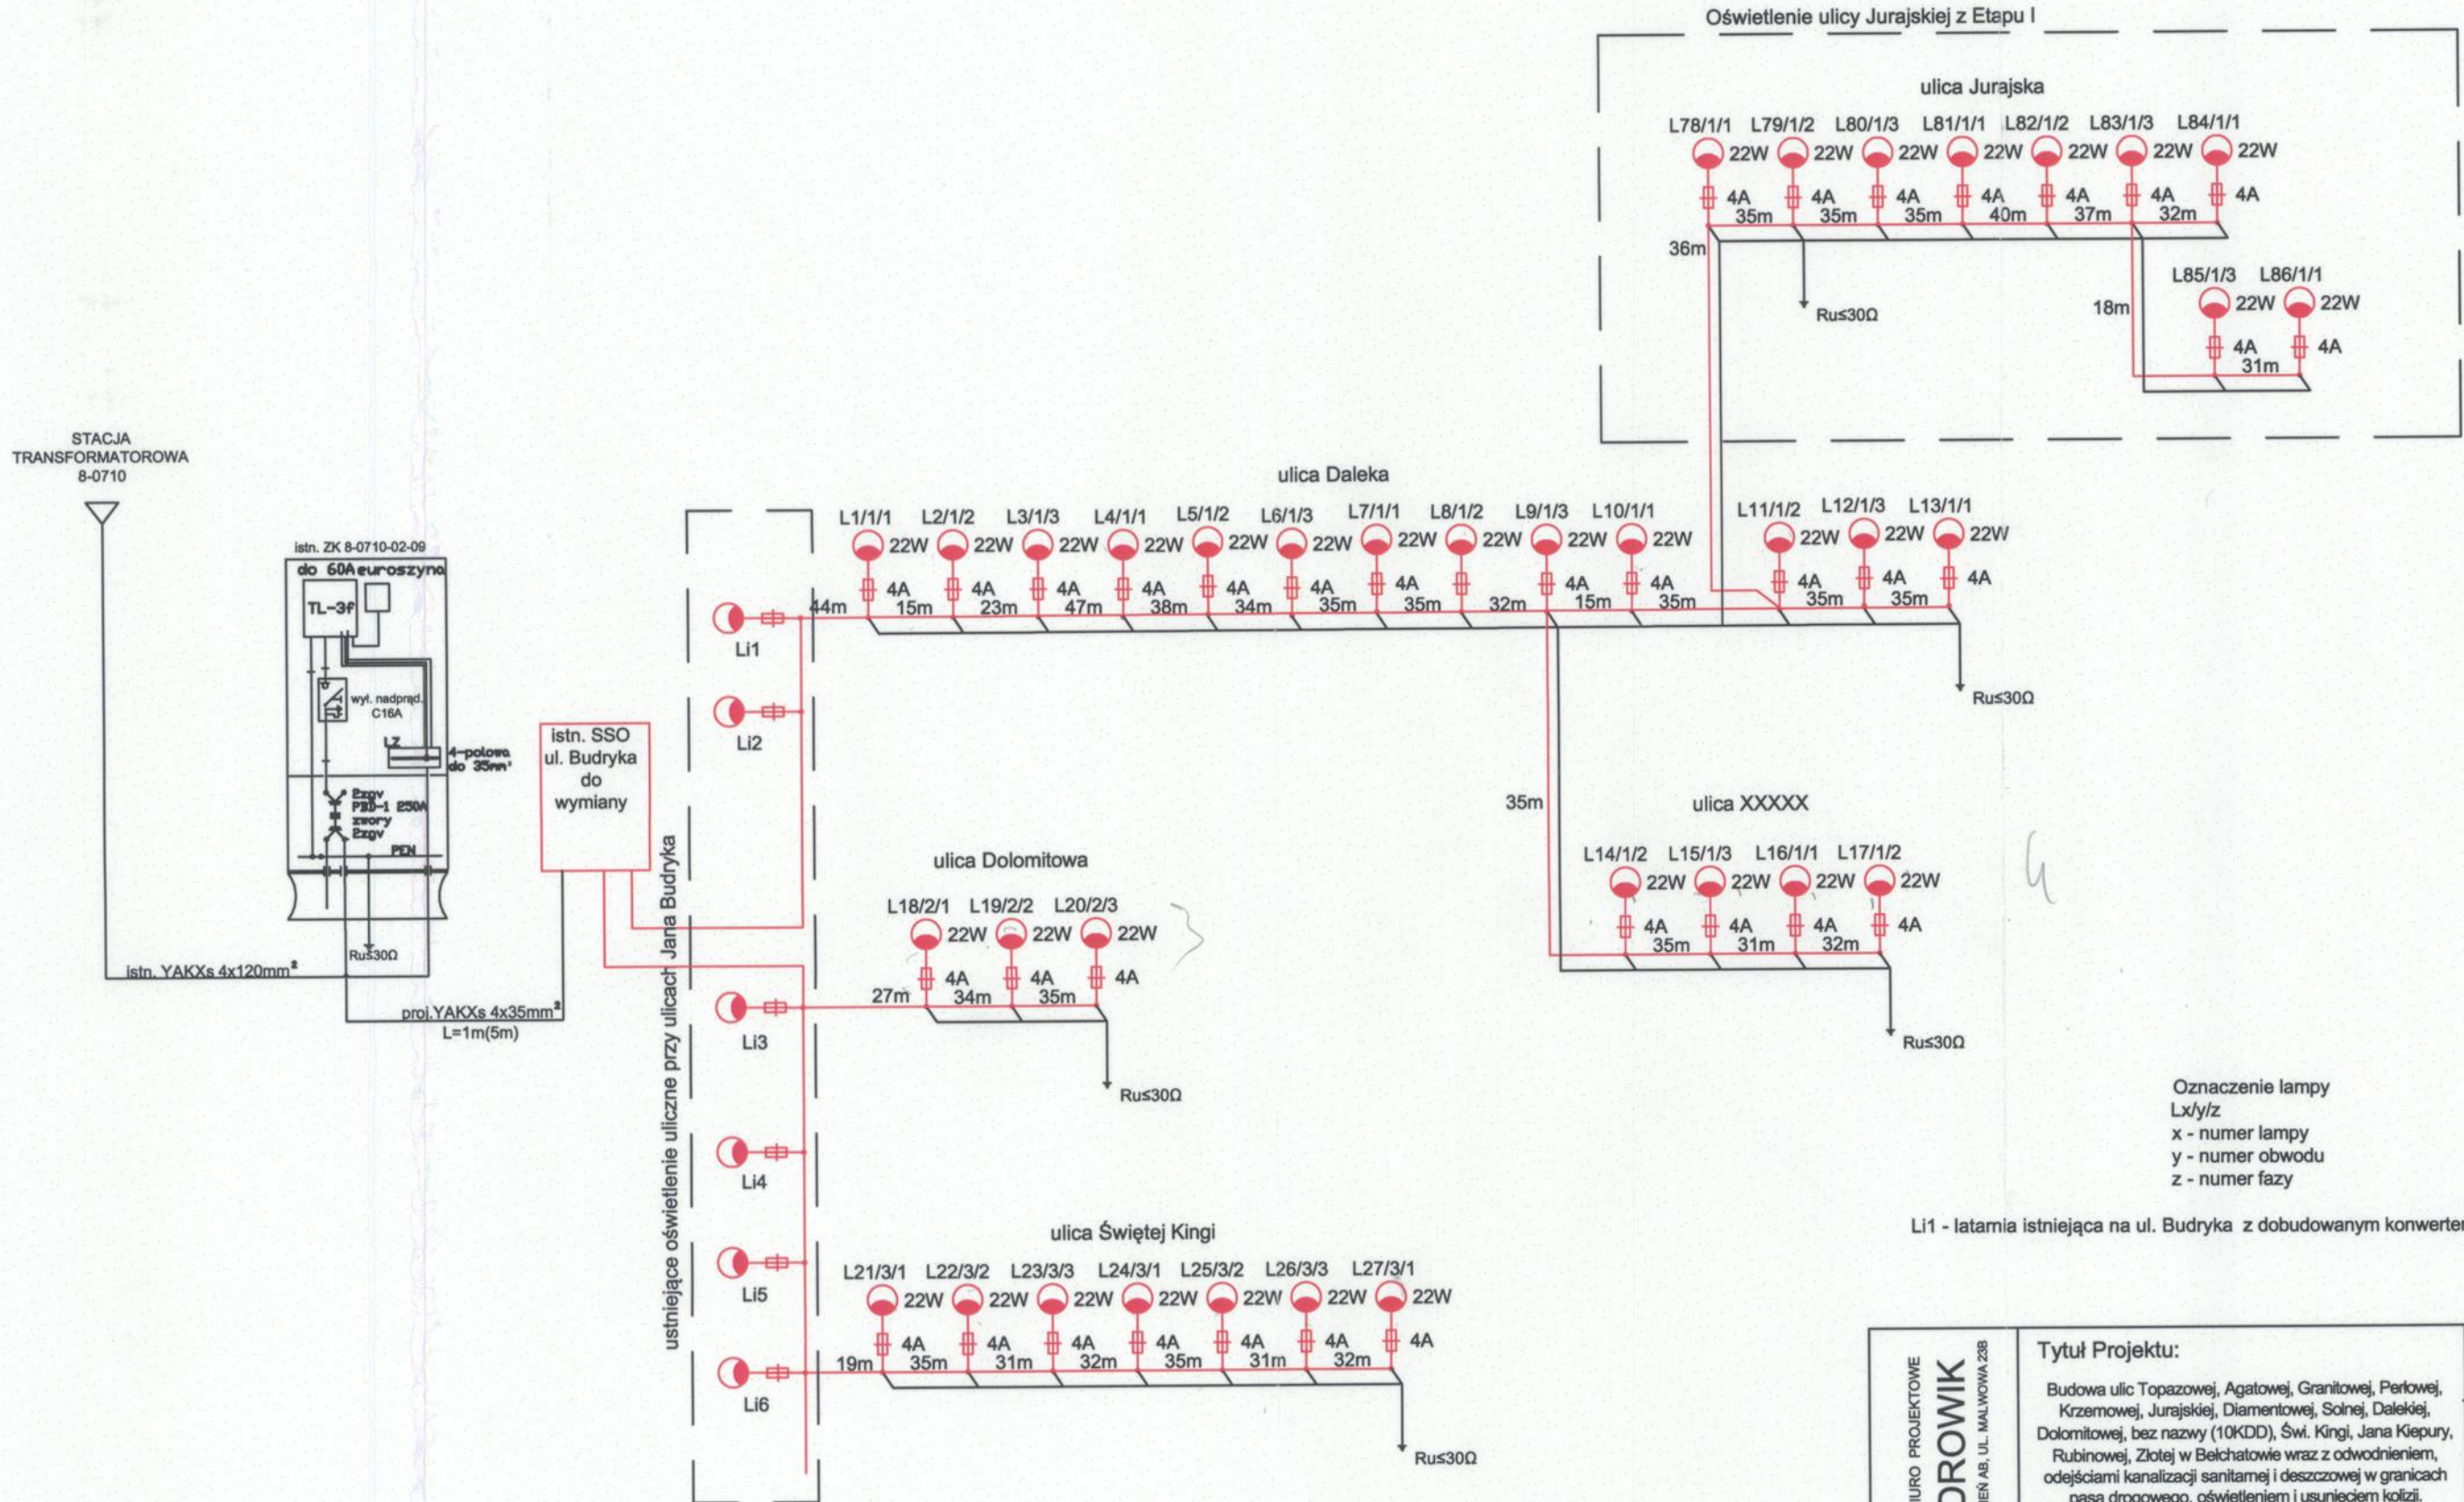 Oświetlenie ulicy Jurajskiej z Etapu I
ulica Jurajska
L78/1/1 L79/1/2 L80/1/3 L81/1/1 L82/1/2 L83/1/3 L84/1/1
22W 22W 22W 22W 22W 22W 22W
4A 4A 4A 4A 4A 4A 4A
35m 35m 35m 40m 37m 32m
36m
Ru≤30Ω
L85/1/3 L86/1/1
22W 22W
18m
4A 4A
31m
STACJA
TRANSFORMATOROWA
8-0710
istn. ZK 8-0710-02-09
do 60A euroszyna
TL-3f
wył. nadprąd.
C16A
LZ
4-polowa
do 35mm²
2zgv
PBD-1 250A
zwory
2zgv
PEN
Ru≤30Ω
istn. YAKXs 4x120mm²
proj.YAKXs 4x35mm²
L=1m(5m)
istn. SSO
ul. Budryka
do
wymiany
ustniejące oświetlenie uliczne przy ulicach Jana Budryka
Li1
Li2
Li3
Li4
Li5
Li6
ulica Daleka
L1/1/1 L2/1/2 L3/1/3 L4/1/1 L5/1/2 L6/1/3 L7/1/1 L8/1/2 L9/1/3 L10/1/1 L11/1/2 L12/1/3 L13/1/1
22W 22W 22W 22W 22W 22W 22W 22W 22W 22W 22W 22W 22W
4A 4A 4A 4A 4A 4A 4A 4A 4A 4A 4A 4A 4A
44m 15m 23m 47m 38m 34m 35m 35m 32m 15m 35m 35m 35m
Ru≤30Ω
35m
ulica XXXXX
L14/1/2 L15/1/3 L16/1/1 L17/1/2
22W 22W 22W 22W
4A 4A 4A 4A
35m 31m 32m
Ru≤30Ω
ulica Dolomitowa
L18/2/1 L19/2/2 L20/2/3
22W 22W 22W
4A 4A 4A
27m 34m 35m
Ru≤30Ω
ulica Świętej Kingi
L21/3/1 L22/3/2 L23/3/3 L24/3/1 L25/3/2 L26/3/3 L27/3/1
22W 22W 22W 22W 22W 22W 22W
4A 4A 4A 4A 4A 4A 4A
19m 35m 31m 32m 35m 31m 32m
Ru≤30Ω
Oznaczenie lampy
Lx/y/z
x - numer lampy
y - numer obwodu
z - numer fazy
Li1 - latarnia istniejąca na ul. Budryka z dobudowanym konwerter
IURO PROJEKTOWE
DROWIK
IEŃ AB, UL. MALWOWA 23B
Tytuł Projektu:
Budowa ulic Topazowej, Agatowej, Granitowej, Perłowej,
Krzemowej, Jurajskiej, Diamentowej, Solnej, Dalekiej,
Dolomitowej, bez nazwy (10KDD), Świ. Kingi, Jana Kiepury,
Rubinowej, Złotej w Bełchatowie wraz z odwodnieniem,
odejściami kanalizacji sanitarnej i deszczowej w granicach
pasa drogowego, oświetleniem i usunięciem kolizji.